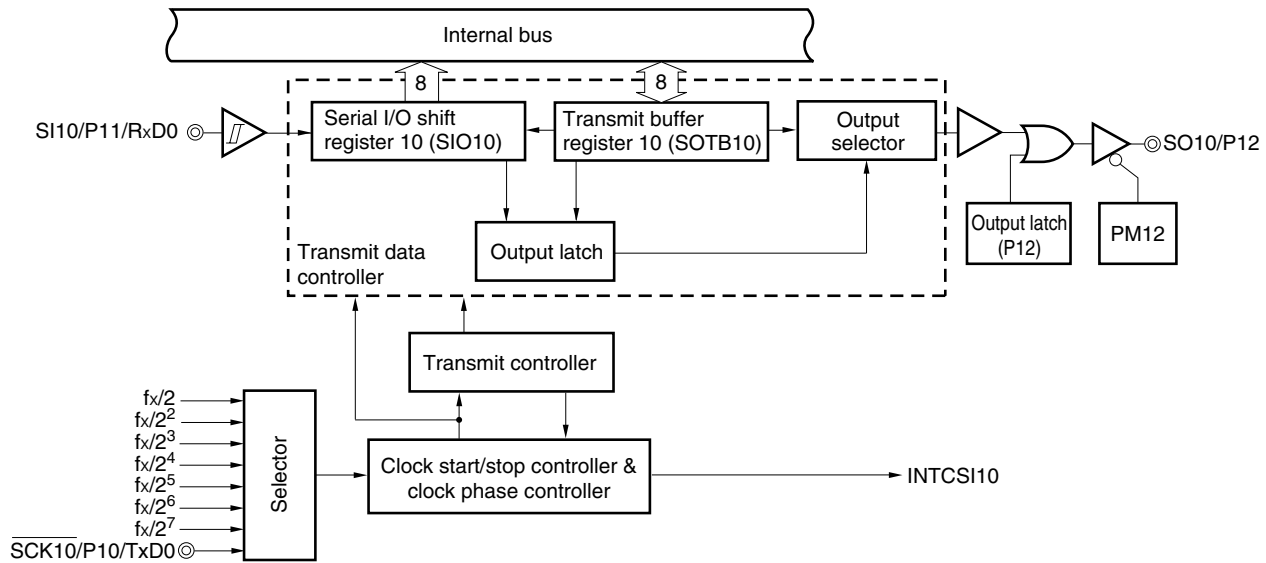 Internal bus
8
8
SI10/P11/RxD0
Serial I/O shift
register 10 (SIO10)
Transmit buffer
register 10 (SOTB10)
Output
selector
SO10/P12
Output latch
(P12)
PM12
Output latch
Transmit data
controller
Transmit controller
fx/2
fx/2²
fx/2³
fx/2⁴
fx/2⁵
fx/2⁶
fx/2⁷
SCK10/P10/TxD0
Selector
Clock start/stop controller &
clock phase controller
INTCSI10